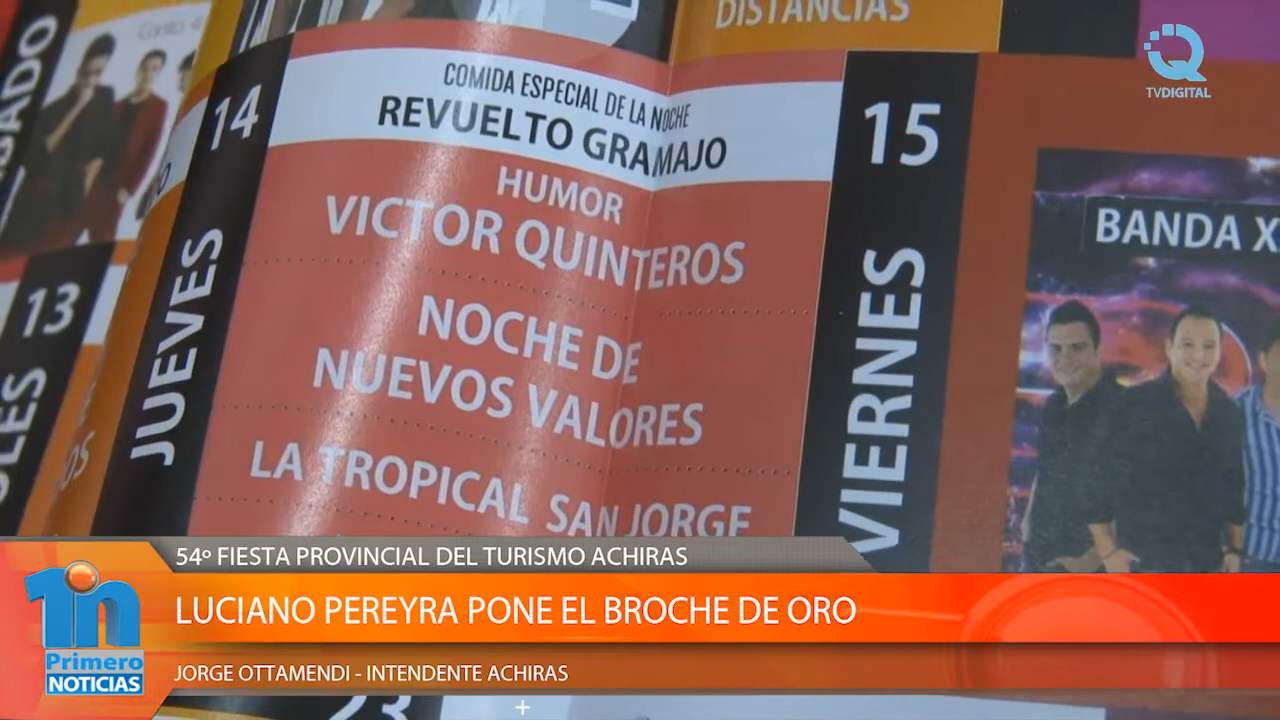 DISTANCIAS
Q
TVDIGITAL
14
COMIDA ESPECIAL DE LA NOCHE
REVUELTO GRAMAJO
HUMOR
VICTOR QUINTEROS
NOCHE DE
NUEVOS VALORES
LA TROPICAL SAN JORGE
JUEVES
13
15
VIERNES
BANDA X
54º FIESTA PROVINCIAL DEL TURISMO ACHIRAS
LUCIANO PEREYRA PONE EL BROCHE DE ORO
JORGE OTTAMENDI - INTENDENTE ACHIRAS
1n
Primero
NOTICIAS
23